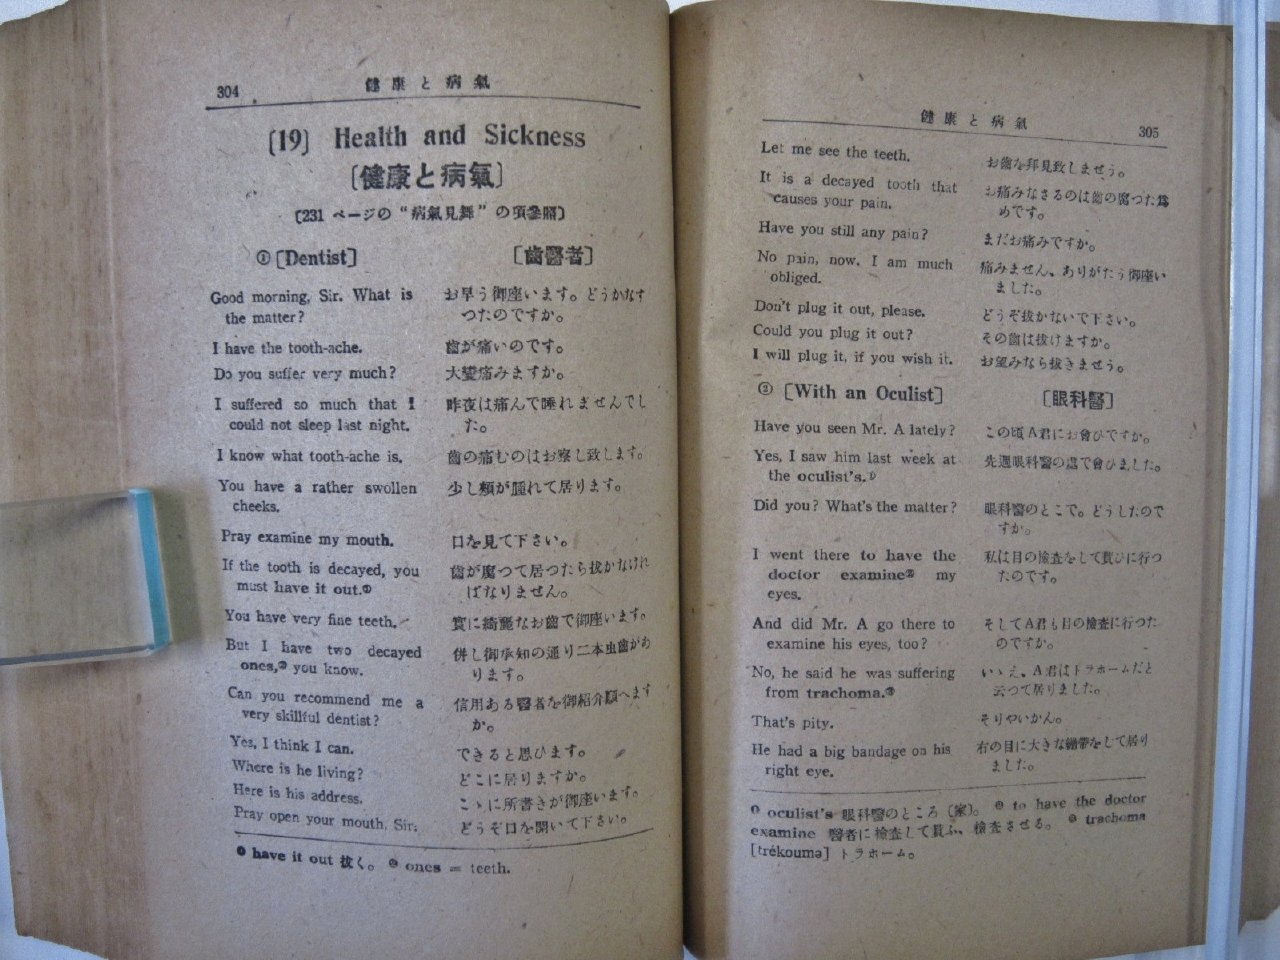 304
健康と病氣
(19) Health and Sickness
〔健康と病氣〕
〔231 ページの "病氣見舞" の項參照〕
① [Dentist] [歯醫者]
Good morning, Sir. What is お早う御座います。どうかなす
the matter? つたのですか。
I have the tooth-ache. 歯が痛いのです。
Do you suffer very much? 大變痛みますか。
I suffered so much that I 昨夜は痛んで睡れませんでし
could not sleep last night. た。
I know what tooth-ache is. 歯の痛むのはお察し致します。
You have a rather swollen 少し頬が腫れて居ります。
cheeks.
Pray examine my mouth. 口を見て下さい。
If the tooth is decayed, you 歯が腐つて居つたら拔かなけれ
must have it out.① ばなりません。
You have very fine teeth. 實に綺麗なお歯で御座います。
But I have two decayed 併し御承知の通り二本虫歯があ
ones,② you know. ります。
Can you recommend me a 信用ある醫者を御紹介願へます
very skillful dentist? か。
Yes, I think I can. できると思ひます。
Where is he living? どこに居りますか。
Here is his address. こゝに所書きが御座います。
Pray open your mouth, Sir. どうぞ口を開いて下さい。
① have it out 拔く。 ② ones = teeth.
健康と病氣
305
Let me see the teeth. お歯を拜見致しませう。
It is a decayed tooth that お痛みなさるのは歯の腐つた爲
causes your pain. めです。
Have you still any pain? まだお痛みですか。
No pain, now. I am much 痛みません、ありがたう御座い
obliged. ました。
Don't plug it out, please. どうぞ拔かないで下さい。
Could you plug it out? その歯は拔けますか。
I will plug it, if you wish it. お望みなら拔きませう。
② [With an Oculist] [眼科醫]
Have you seen Mr. A lately? この頃A君にお會ひですか。
Yes, I saw him last week at 先週眼科醫の處で會ひました。
the oculist's.①
Did you? What's the matter? 眼科醫のとこで。どうしたので
すか。
I went there to have the 私は目の檢査をして貰ひに行つ
doctor examine② my たのです。
eyes.
And did Mr. A go there to そしてA君も目の檢査に行つた
examine his eyes, too? のですか。
No, he said he was suffering いゝえ、A君はトラホームだと
from trachoma.③ 云つて居りました。
That's pity. そりやいかん。
He had a big bandage on his 右の目に大きな繃帶をして居り
right eye. ました。
① oculist's 眼科醫のところ（家）。 ② to have the doctor
examine 醫者に檢査して貰ふ、檢査させる。 ③ trachoma
[trékoumə] トラホーム。